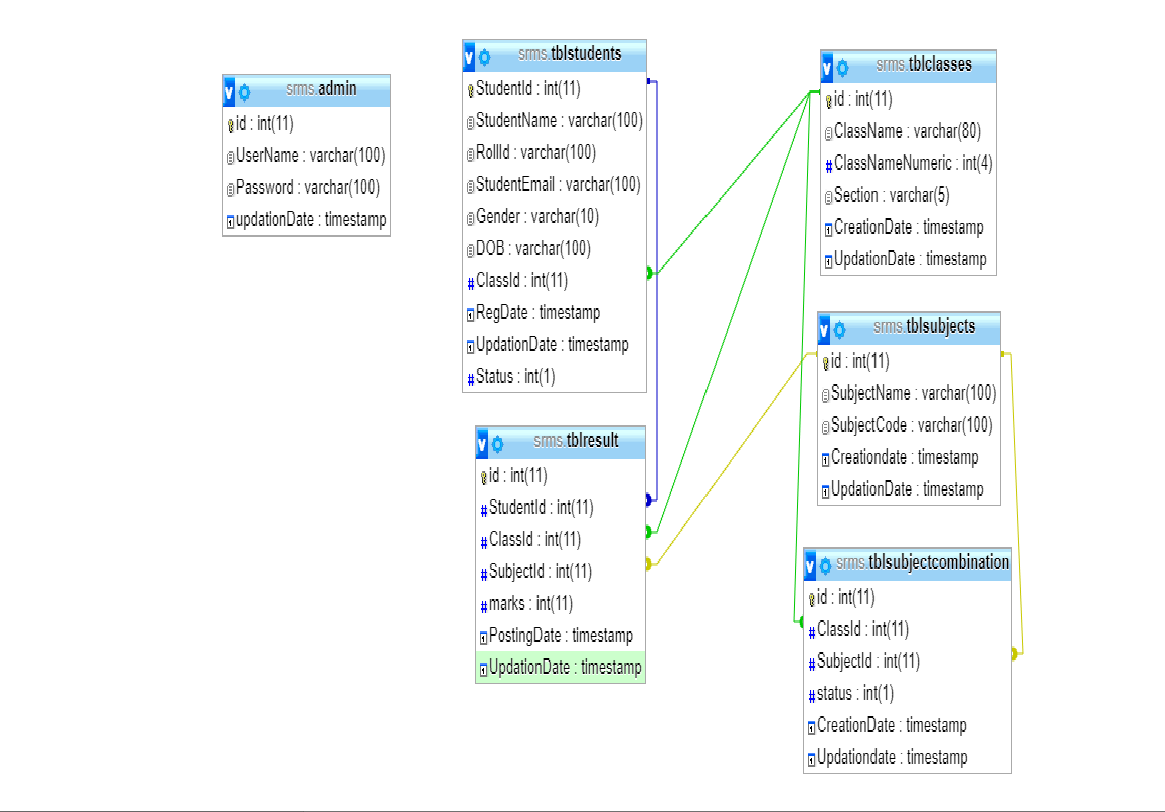 srms.admin
id : int(11)
UserName : varchar(100)
Password : varchar(100)
updationDate : timestamp
srms.tblstudents
StudentId : int(11)
StudentName : varchar(100)
RollId : varchar(100)
StudentEmail : varchar(100)
Gender : varchar(10)
DOB : varchar(100)
ClassId : int(11)
RegDate : timestamp
UpdationDate : timestamp
Status : int(1)
srms.tblresult
id : int(11)
StudentId : int(11)
ClassId : int(11)
SubjectId : int(11)
marks : int(11)
PostingDate : timestamp
UpdationDate : timestamp
srms.tblclasses
id : int(11)
ClassName : varchar(80)
ClassNameNumeric : int(4)
Section : varchar(5)
CreationDate : timestamp
UpdationDate : timestamp
srms.tblsubjects
id : int(11)
SubjectName : varchar(100)
SubjectCode : varchar(100)
Creationdate : timestamp
UpdationDate : timestamp
srms.tblsubjectcombination
id : int(11)
ClassId : int(11)
SubjectId : int(11)
status : int(1)
CreationDate : timestamp
Updationdate : timestamp